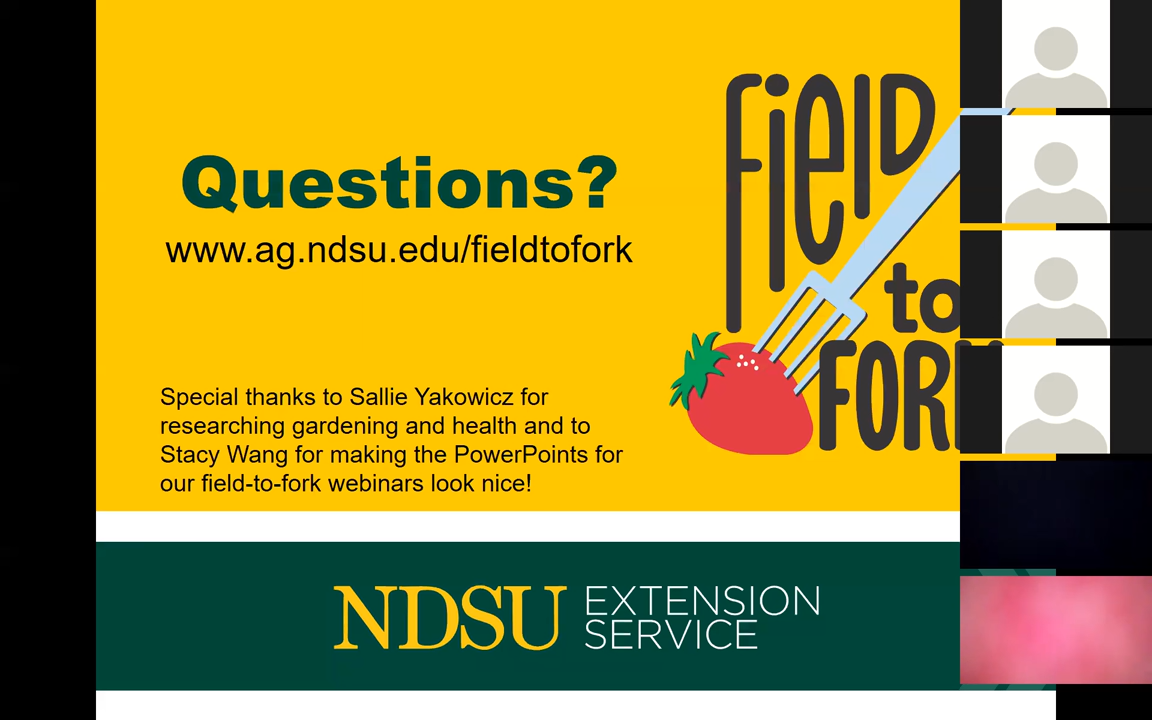 Questions?
www.ag.ndsu.edu/fieldtofork
Special thanks to Sallie Yakowicz for
researching gardening and health and to
Stacy Wang for making the PowerPoints for
our field-to-fork webinars look nice!
fiELD
to
FORK
NDSU EXTENSION
SERVICE